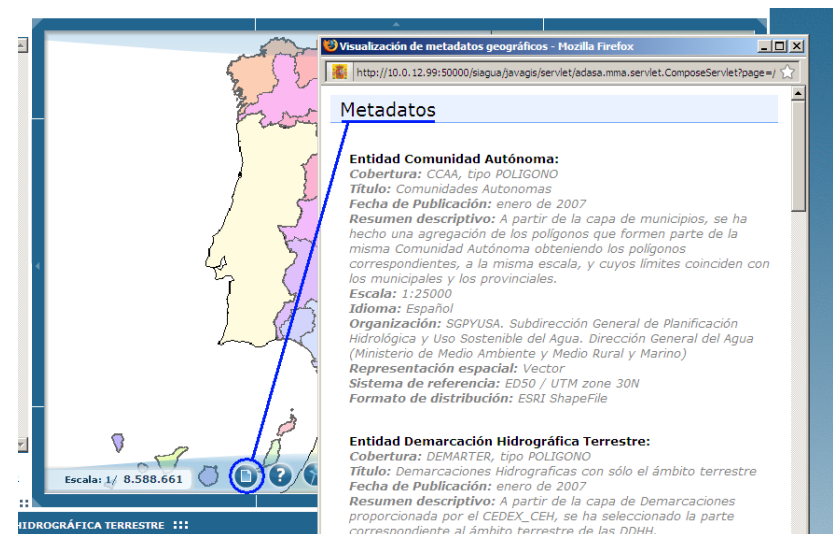 Visualización de metadatos geográficos - Mozilla Firefox
http://10.0.12.99:50000/siagua/javagis/servlet/adasa.mma.servlet.ComposeServlet?page=/
Metadatos
Entidad Comunidad Autónoma:
Cobertura: CCAA, tipo POLIGONO
Título: Comunidades Autonomas
Fecha de Publicación: enero de 2007
Resumen descriptivo: A partir de la capa de municipios, se ha
hecho una agregación de los polígonos que formen parte de la
misma Comunidad Autónoma obteniendo los polígonos
correspondientes, a la misma escala, y cuyos límites coinciden con
los municipales y los provinciales.
Escala: 1:25000
Idioma: Español
Organización: SGPYUSA. Subdirección General de Planificación
Hidrológica y Uso Sostenible del Agua. Dirección General del Agua
(Ministerio de Medio Ambiente y Medio Rural y Marino)
Representación espacial: Vector
Sistema de referencia: ED50 / UTM zone 30N
Formato de distribución: ESRI ShapeFile
Entidad Demarcación Hidrográfica Terrestre:
Cobertura: DEMARTER, tipo POLIGONO
Título: Demarcaciones Hidrograficas con sólo el ámbito terrestre
Fecha de Publicación: enero de 2007
Resumen descriptivo: A partir de la capa de Demarcaciones
proporcionada por el CEDEX_CEH, se ha seleccionado la parte
correspondiente al ámbito terrestre de las DDHH.
Escala: 1/ 8.588.661
?
HIDROGRÁFICA TERRESTRE